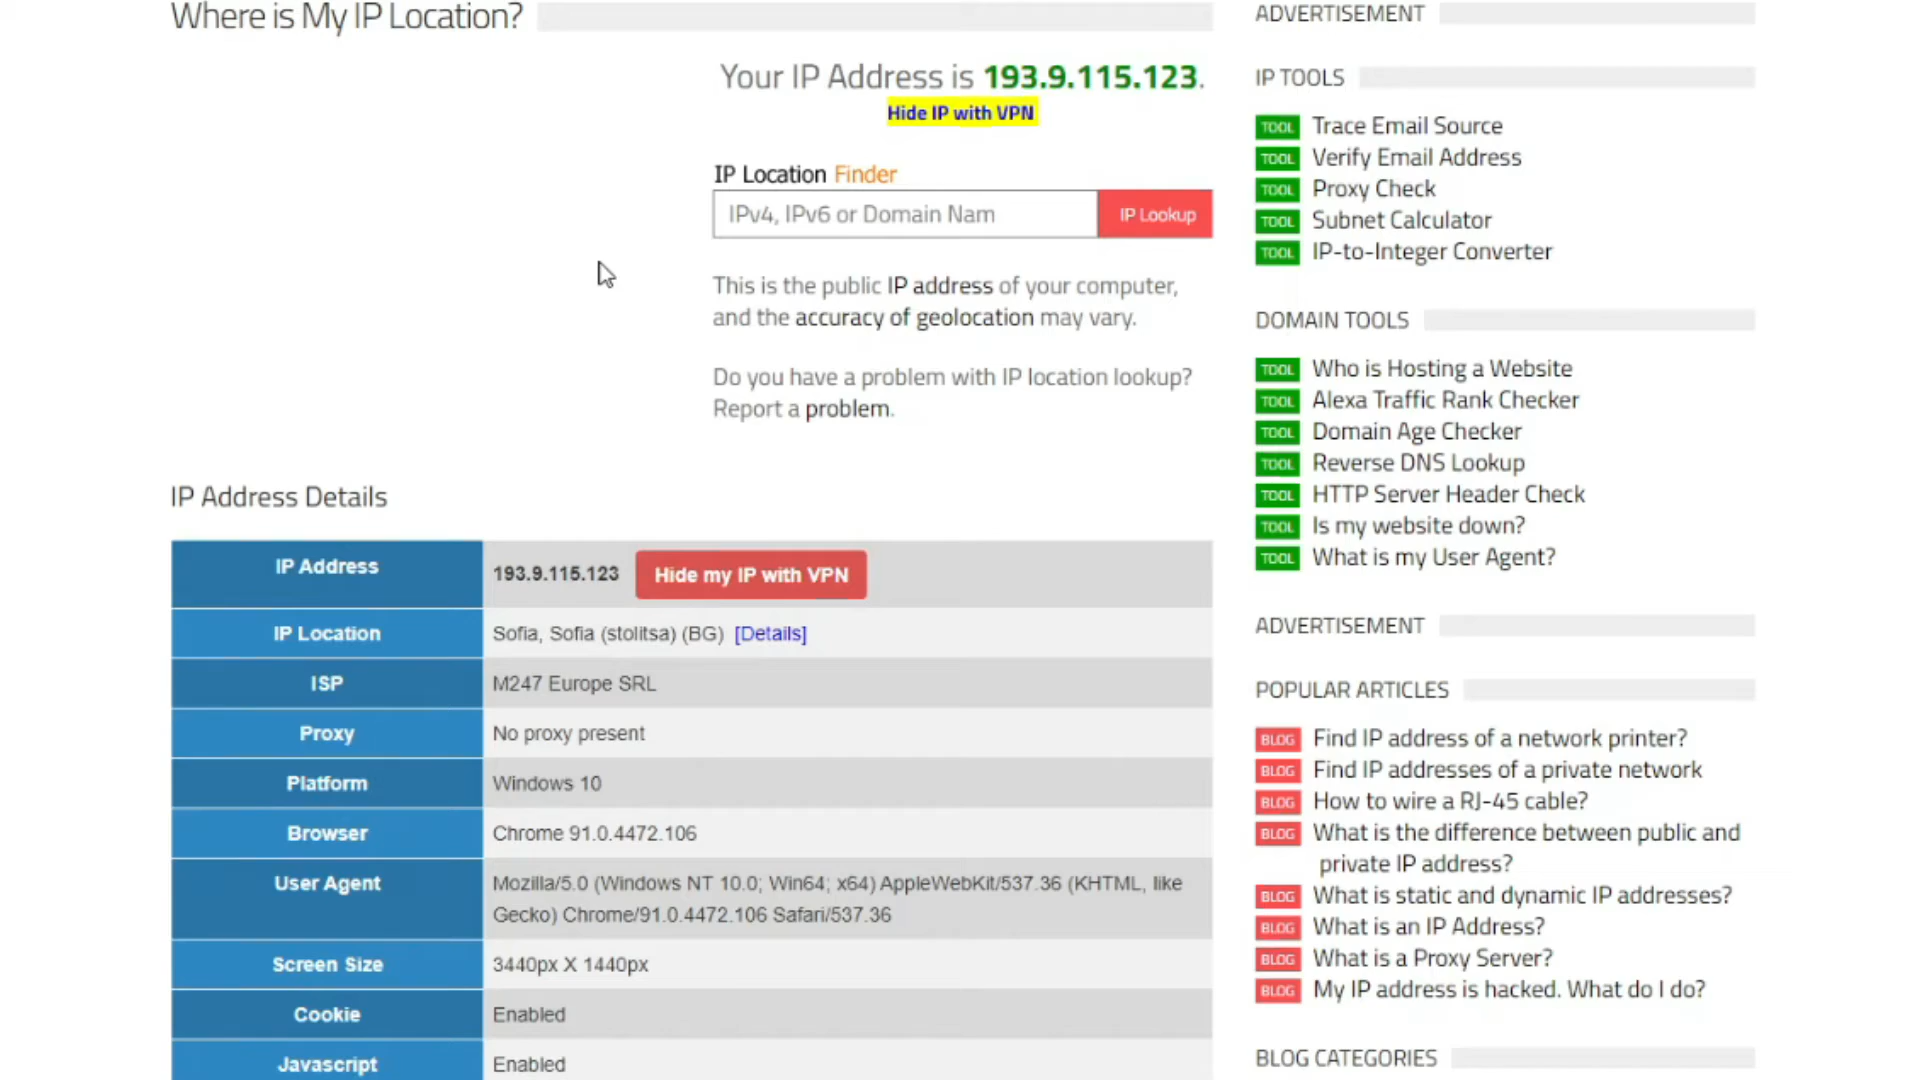 Where is My IP Location?
Your IP Address is 193.9.115.123.
Hide IP with VPN
IP Location Finder
IPv4, IPv6 or Domain Nam
IP Lookup
This is the public IP address of your computer,
and the accuracy of geolocation may vary.
Do you have a problem with IP location lookup?
Report a problem.
IP Address Details
IP Address 193.9.115.123 Hide my IP with VPN
IP Location Sofia, Sofia (stolitsa) (BG) [Details]
ISP M247 Europe SRL
Proxy No proxy present
Platform Windows 10
Browser Chrome 91.0.4472.106
User Agent Mozilla/5.0 (Windows NT 10.0; Win64; x64) AppleWebKit/537.36 (KHTML, like
Gecko) Chrome/91.0.4472.106 Safari/537.36
Screen Size 3440px X 1440px
Cookie Enabled
Javascript Enabled
ADVERTISEMENT
IP TOOLS
TOOL Trace Email Source
TOOL Verify Email Address
TOOL Proxy Check
TOOL Subnet Calculator
TOOL IP-to-Integer Converter
DOMAIN TOOLS
TOOL Who is Hosting a Website
TOOL Alexa Traffic Rank Checker
TOOL Domain Age Checker
TOOL Reverse DNS Lookup
TOOL HTTP Server Header Check
TOOL Is my website down?
TOOL What is my User Agent?
ADVERTISEMENT
POPULAR ARTICLES
BLOG Find IP address of a network printer?
BLOG Find IP addresses of a private network
BLOG How to wire a RJ-45 cable?
BLOG What is the difference between public and
private IP address?
BLOG What is static and dynamic IP addresses?
BLOG What is an IP Address?
BLOG What is a Proxy Server?
BLOG My IP address is hacked. What do I do?
BLOG CATEGORIES